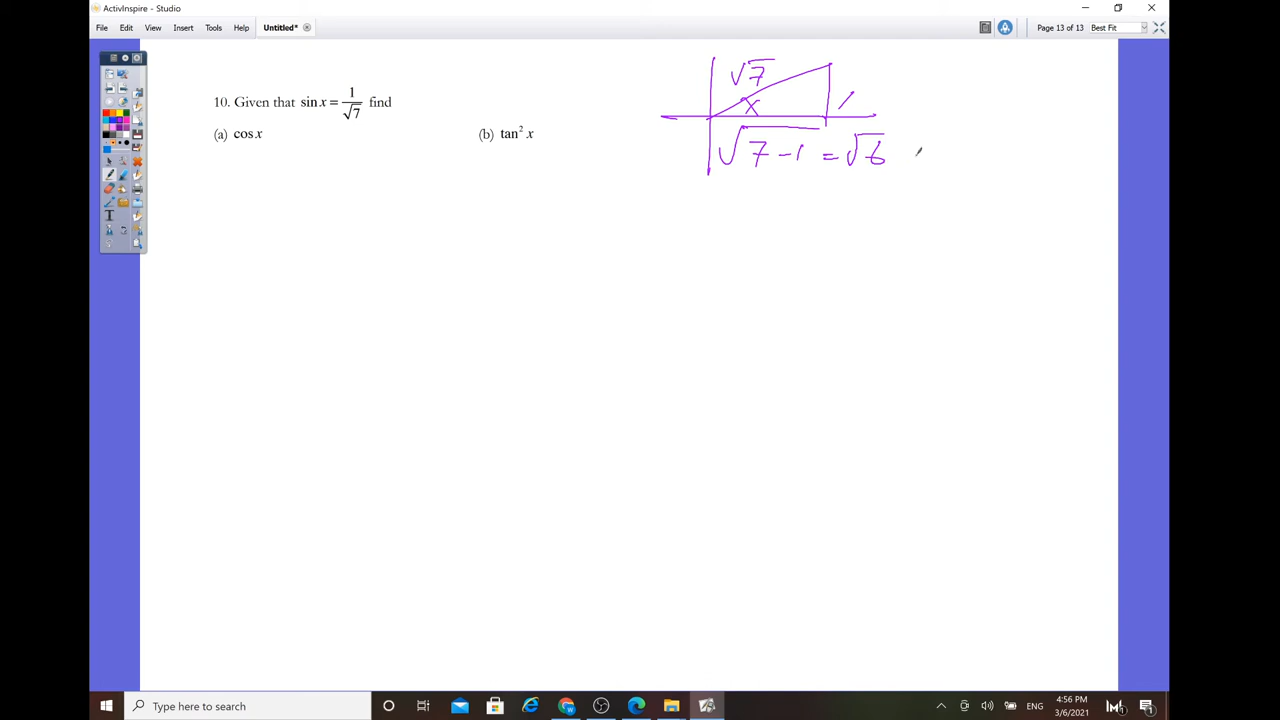 ActivInspire - Studio
File Edit View Insert Tools Help Untitled* Page 13 of 13 Best Fit
10. Given that sin x = 1/√7 find
(a) cos x (b) tan² x
√7
x 1
√7-1 = √6
Type here to search
ENG 4:56 PM
3/6/2021